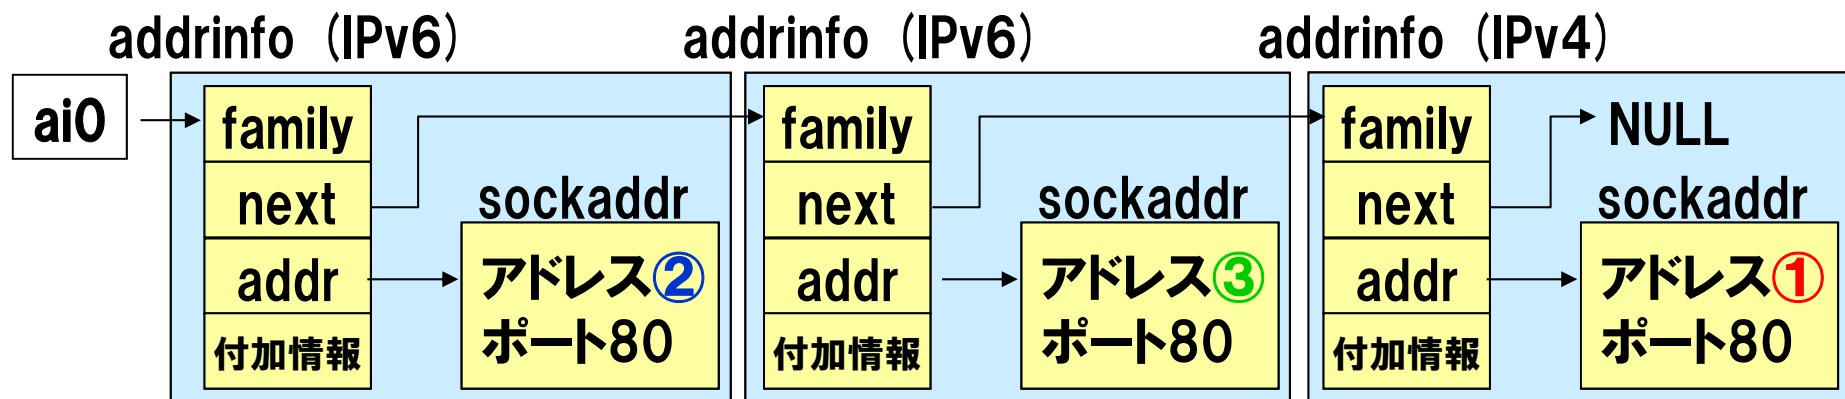 addrinfo (IPv6)
addrinfo (IPv6)
addrinfo (IPv4)
ai0
family
next
addr
付加情報
sockaddr
アドレス②
ポート80
family
next
addr
付加情報
sockaddr
アドレス③
ポート80
family
next
addr
付加情報
NULL
sockaddr
アドレス①
ポート80